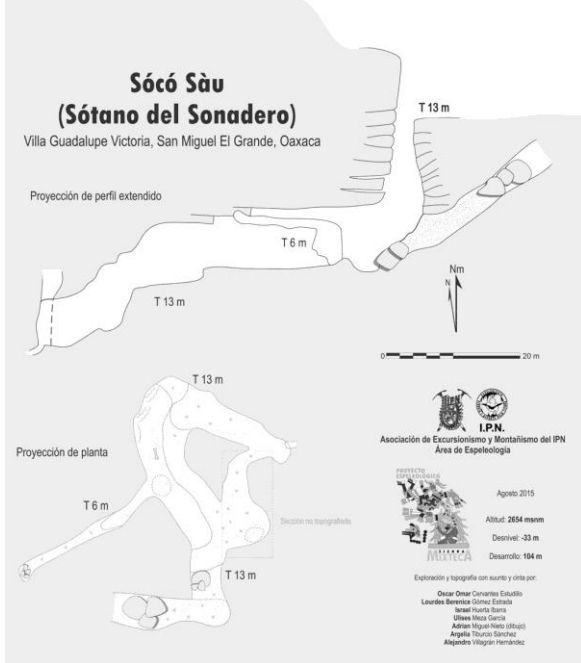 Sócó Sàu
(Sótano del Sonadero)
Villa Guadalupe Victoria, San Miguel El Grande, Oaxaca
T 13 m
Proyección de perfil extendido
T 6 m
T 13 m
Nm
N
0
20 m
T 13 m
Proyección de planta
T 6 m
Sección no topografiada
T 13 m
I.P.N.
Asociación de Excursionismo y Montañismo del IPN
Área de Espeleología
PROYECTO
ESPELEOLÓGICO
SIERRA
MIXTECA
Agosto 2015
Altitud: 2654 msnm
Desnivel: -33 m
Desarrollo: 104 m
Exploración y topografía con suunto y cinta por:
Oscar Omar Cervantes Estudillo
Lourdes Berenice Gómez Estrada
Israel Huerta Ibarra
Ulises Meza García
Adrian Miguel-Nieto (dibujo)
Argelia Tiburcio Sánchez
Alejandro Villagrán Hernández